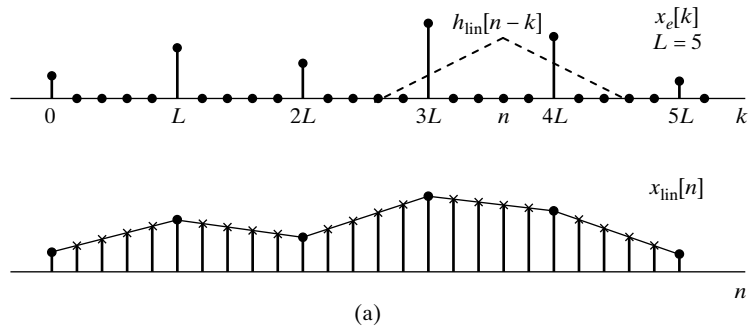 h_lin[n − k]
x_e[k]
L = 5
0 L 2L 3L n 4L 5L k
x_lin[n]
n
(a)